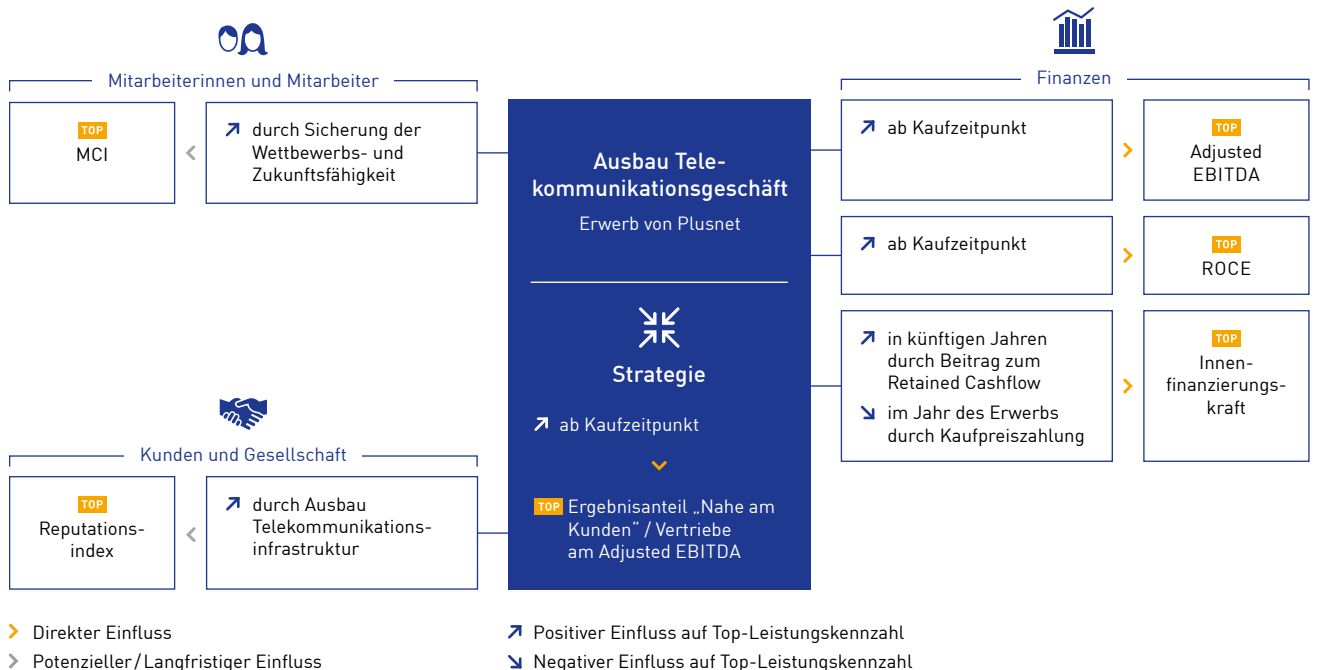 Mitarbeiterinnen und Mitarbeiter
TOP
MCI
durch Sicherung der
Wettbewerbs- und
Zukunftsfähigkeit
Kunden und Gesellschaft
TOP
Reputations-
index
durch Ausbau
Telekommunikations-
infrastruktur
Ausbau Tele-
kommunikationsgeschäft
Erwerb von Plusnet
Strategie
ab Kaufzeitpunkt
TOP Ergebnisanteil „Nahe am
Kunden“ / Vertriebe
am Adjusted EBITDA
Finanzen
ab Kaufzeitpunkt
TOP
Adjusted
EBITDA
ab Kaufzeitpunkt
TOP
ROCE
in künftigen Jahren
durch Beitrag zum
Retained Cashflow
im Jahr des Erwerbs
durch Kaufpreiszahlung
TOP
Innen-
finanzierungs-
kraft
Direkter Einfluss
Potenzieller / Langfristiger Einfluss
Positiver Einfluss auf Top-Leistungskennzahl
Negativer Einfluss auf Top-Leistungskennzahl